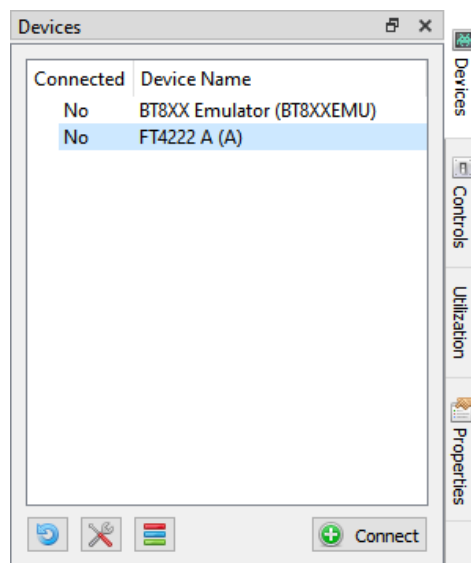 Devices
Connected Device Name
No BT8XX Emulator (BT8XXEMU)
No FT4222 A (A)
Connect
Devices
Controls
Utilization
Properties